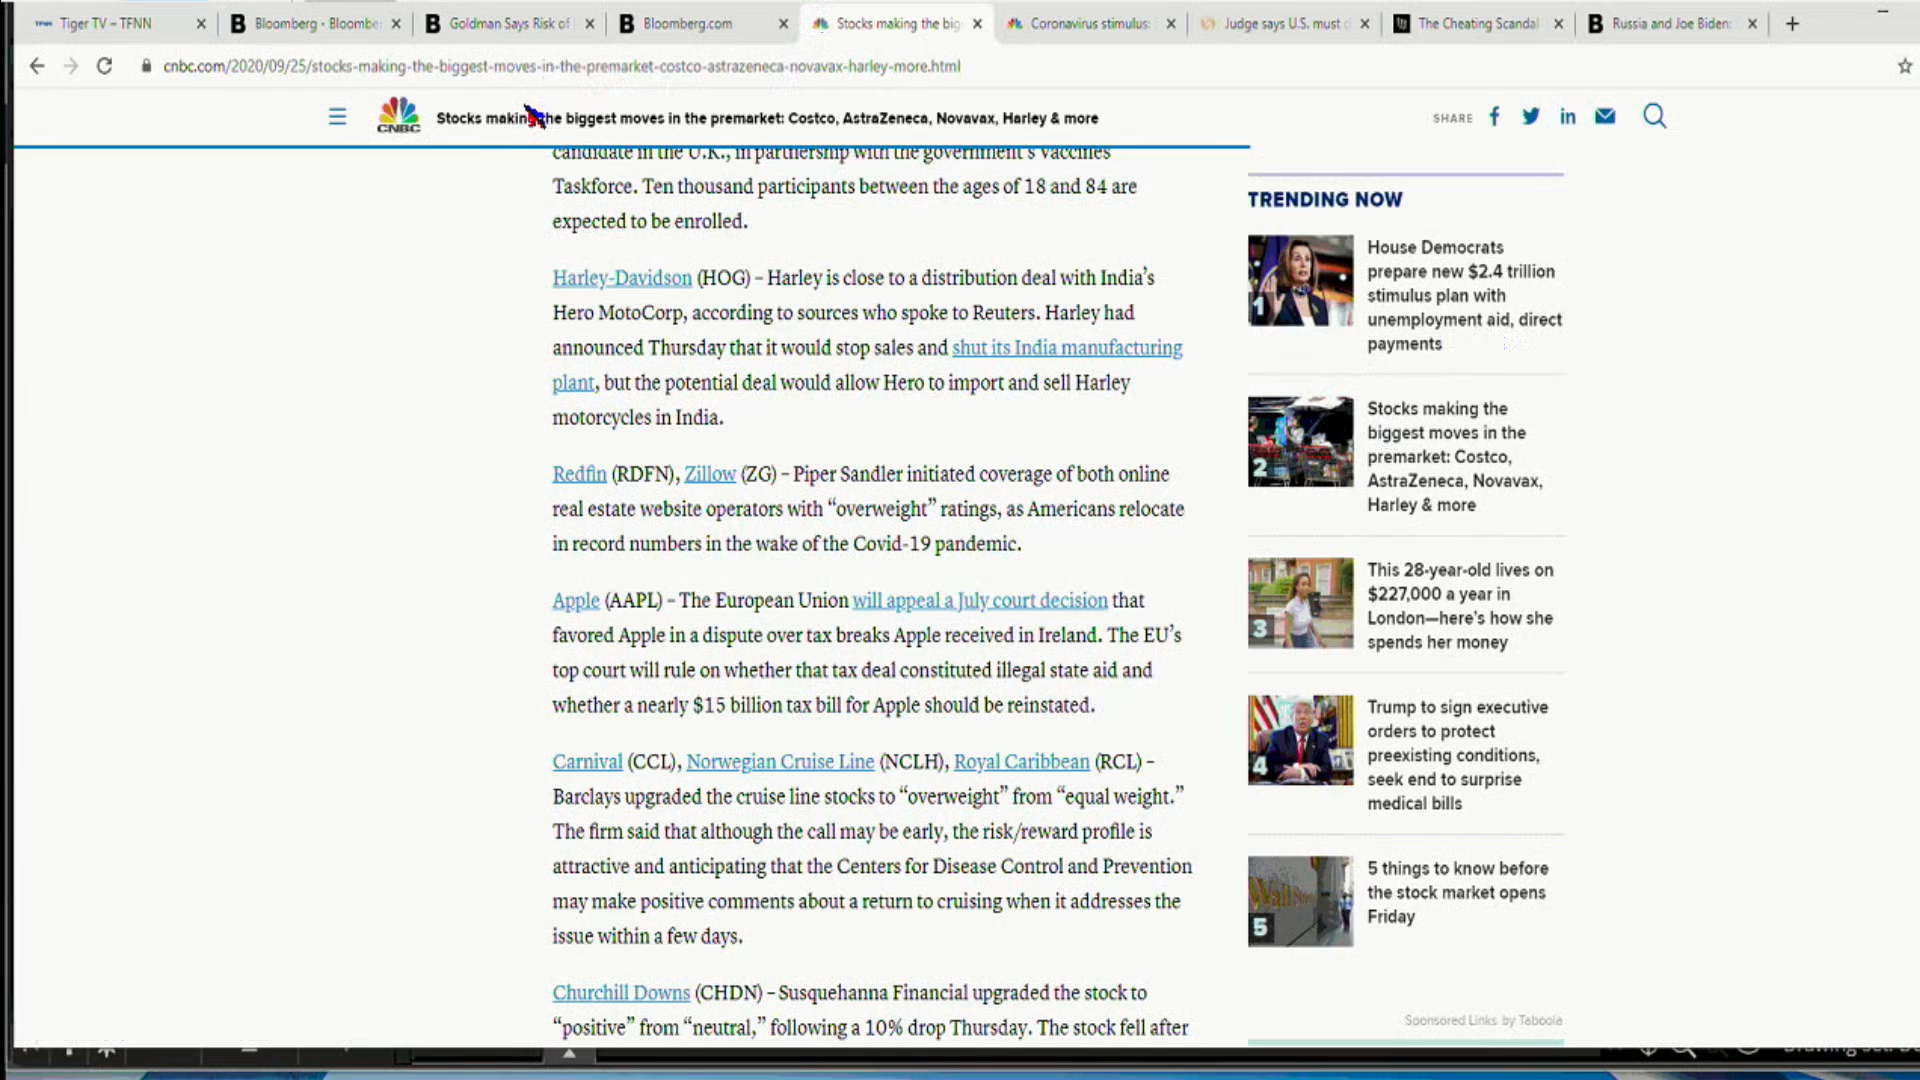 Tiger TV – TFNN
Bloomberg - Bloombe
Goldman Says Risk of
Bloomberg.com
Stocks making the big
Coronavirus stimulus:
Judge says U.S. must
The Cheating Scandal
Russia and Joe Biden:
cnbc.com/2020/09/25/stocks-making-the-biggest-moves-in-the-premarket-costco-astrazeneca-novavax-harley-more.html
CNBC
Stocks making the biggest moves in the premarket: Costco, AstraZeneca, Novavax, Harley & more
SHARE
candidate in the U.K., in partnership with the government's Vaccines
Taskforce. Ten thousand participants between the ages of 18 and 84 are
expected to be enrolled.
Harley-Davidson (HOG) – Harley is close to a distribution deal with India's
Hero MotoCorp, according to sources who spoke to Reuters. Harley had
announced Thursday that it would stop sales and shut its India manufacturing
plant, but the potential deal would allow Hero to import and sell Harley
motorcycles in India.
Redfin (RDFN), Zillow (ZG) – Piper Sandler initiated coverage of both online
real estate website operators with “overweight” ratings, as Americans relocate
in record numbers in the wake of the Covid-19 pandemic.
Apple (AAPL) – The European Union will appeal a July court decision that
favored Apple in a dispute over tax breaks Apple received in Ireland. The EU's
top court will rule on whether that tax deal constituted illegal state aid and
whether a nearly $15 billion tax bill for Apple should be reinstated.
Carnival (CCL), Norwegian Cruise Line (NCLH), Royal Caribbean (RCL) –
Barclays upgraded the cruise line stocks to “overweight” from “equal weight.”
The firm said that although the call may be early, the risk/reward profile is
attractive and anticipating that the Centers for Disease Control and Prevention
may make positive comments about a return to cruising when it addresses the
issue within a few days.
Churchill Downs (CHDN) – Susquehanna Financial upgraded the stock to
“positive” from “neutral,” following a 10% drop Thursday. The stock fell after
TRENDING NOW
1
House Democrats
prepare new $2.4 trillion
stimulus plan with
unemployment aid, direct
payments
2
Stocks making the
biggest moves in the
premarket: Costco,
AstraZeneca, Novavax,
Harley & more
3
This 28-year-old lives on
$227,000 a year in
London—here's how she
spends her money
4
Trump to sign executive
orders to protect
preexisting conditions,
seek end to surprise
medical bills
5
5 things to know before
the stock market opens
Friday
Sponsored Links by Taboola